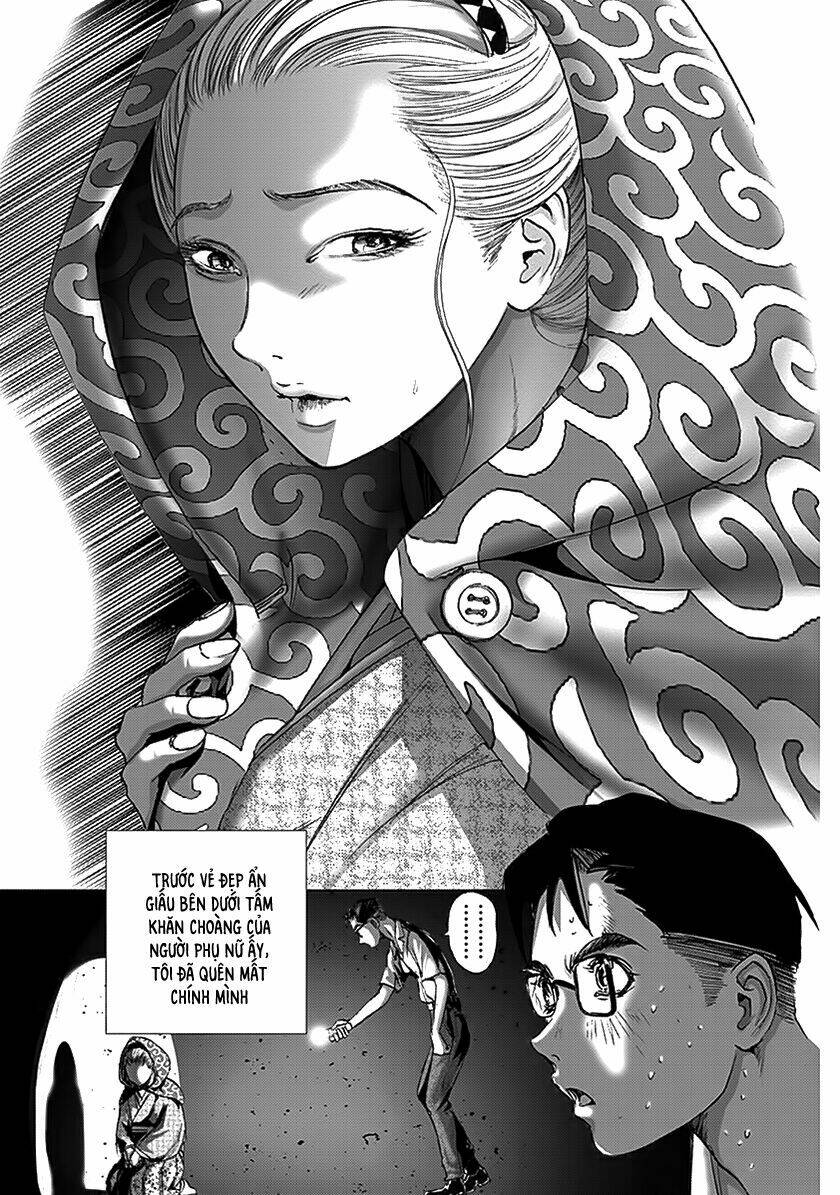 TRƯỚC VẺ ĐẸP ẨN
GIẤU BÊN DƯỚI TẤM
KHĂN CHOÀNG CỦA
NGƯỜI PHỤ NỮ ẤY,
TÔI ĐÃ QUÊN MẤT
CHÍNH MÌNH